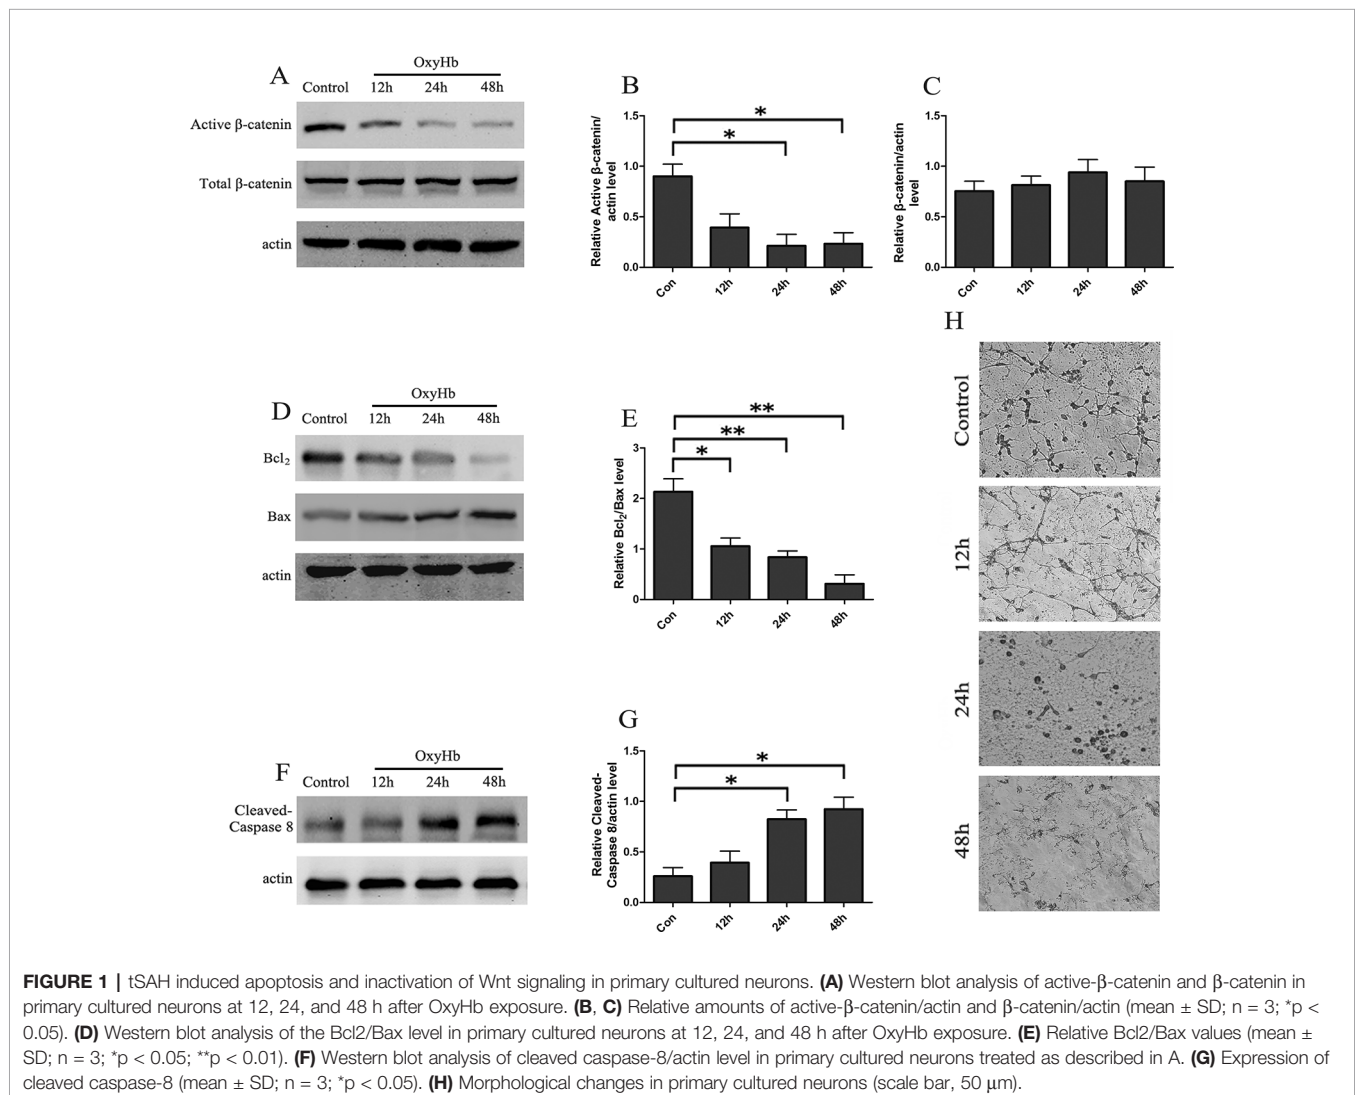 A
OxyHb
Control 12h 24h 48h
Active β-catenin
Total β-catenin
actin
B
*
*
Relative Active β-catenin/
actin level
1.5
1.0
0.5
0.0
Con 12h 24h 48h
C
Relative β-catenin/actin
level
1.5
1.0
0.5
0.0
Con 12h 24h 48h
D
OxyHb
Control 12h 24h 48h
Bcl₂
Bax
actin
E
**
**
*
Relative Bcl₂/Bax level
3
2
1
0
Con 12h 24h 48h
F
OxyHb
Control 12h 24h 48h
Cleaved-
Caspase 8
actin
G
*
*
Relative Cleaved-
Caspase 8/actin level
1.5
1.0
0.5
0.0
Con 12h 24h 48h
H
Control
12h
24h
48h
FIGURE 1 | tSAH induced apoptosis and inactivation of Wnt signaling in primary cultured neurons. (A) Western blot analysis of active-β-catenin and β-catenin in
primary cultured neurons at 12, 24, and 48 h after OxyHb exposure. (B, C) Relative amounts of active-β-catenin/actin and β-catenin/actin (mean ± SD; n = 3; *p <
0.05). (D) Western blot analysis of the Bcl2/Bax level in primary cultured neurons at 12, 24, and 48 h after OxyHb exposure. (E) Relative Bcl2/Bax values (mean ±
SD; n = 3; *p < 0.05; **p < 0.01). (F) Western blot analysis of cleaved caspase-8/actin level in primary cultured neurons treated as described in A. (G) Expression of
cleaved caspase-8 (mean ± SD; n = 3; *p < 0.05). (H) Morphological changes in primary cultured neurons (scale bar, 50 μm).